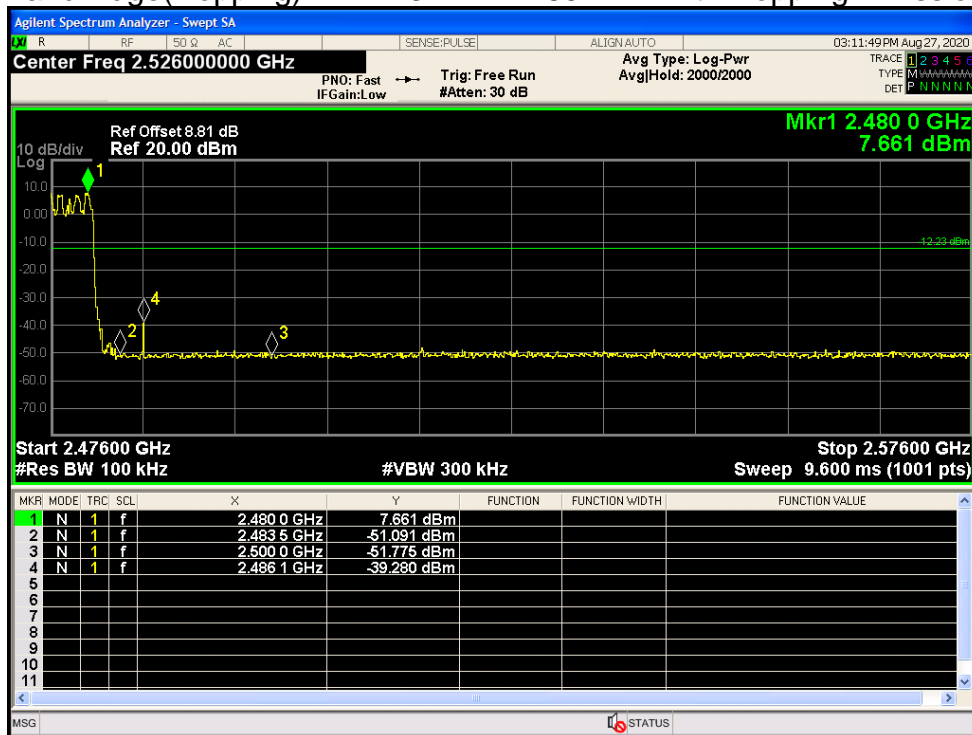 Agilent Spectrum Analyzer - Swept SA
LXI R RF 50 Ω AC SENSE:PULSE ALIGN AUTO 03:11:49 PM Aug 27, 2020
Center Freq 2.526000000 GHz
PNO: Fast Trig: Free Run Avg Type: Log-Pwr TRACE 1 2 3 4 5 6
IFGain:Low #Atten: 30 dB Avg|Hold: 2000/2000 TYPE M
DET P N N N N N
Mkr1 2.480 0 GHz
7.661 dBm
Ref Offset 8.81 dB
10 dB/div Ref 20.00 dBm
Log
1
10.0
0.00
-10.0
-12.23 dBm
-20.0
-30.0
4
-40.0
2
3
-50.0
-60.0
-70.0
Start 2.47600 GHz Stop 2.57600 GHz
#Res BW 100 kHz #VBW 300 kHz Sweep 9.600 ms (1001 pts)
MKR MODE TRC SCL X Y FUNCTION FUNCTION WIDTH FUNCTION VALUE
1 N 1 f 2.480 0 GHz 7.661 dBm
2 N 1 f 2.483 5 GHz -51.091 dBm
3 N 1 f 2.500 0 GHz -51.775 dBm
4 N 1 f 2.486 1 GHz -39.280 dBm
5
6
7
8
9
10
11
MSG STATUS